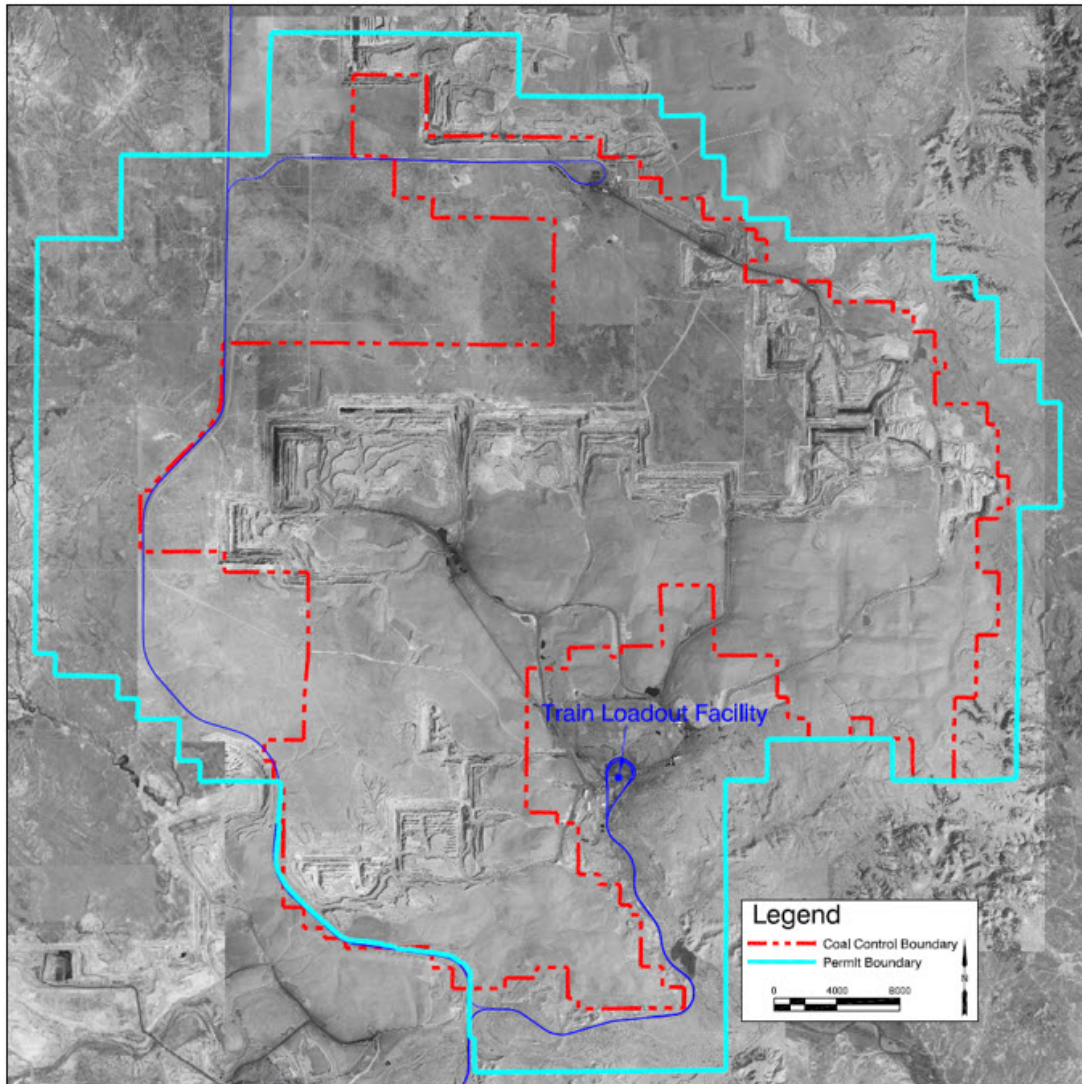 Train Loadout Facility
Legend
Coal Control Boundary
Permit Boundary
N
0 4000 8000